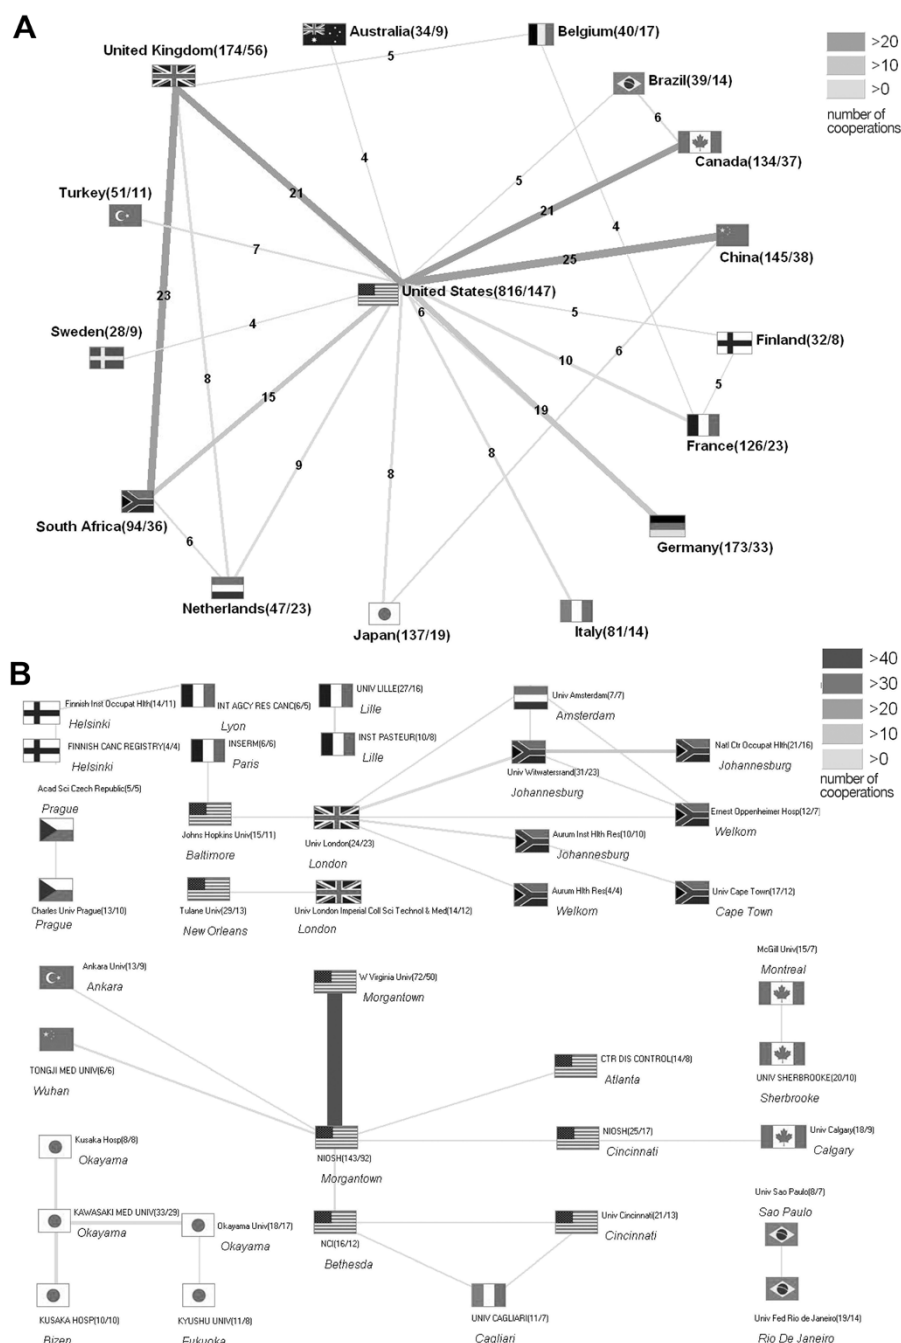 A
Australia(34/9)
Belgium(40/17)
>20
>10
>0
number of
cooperations
United Kingdom(174/56)
5
Brazil(39/14)
6
Canada(134/37)
4
5
21
21
Turkey(51/11)
7
4
25
China(145/38)
23
United States(816/147)
6
5
6
Sweden(28/9)
4
Finland(32/8)
10
5
8
15
19
France(126/23)
9
8
8
South Africa(94/36)
6
Germany(173/33)
Netherlands(47/23)
Japan(137/19)
Italy(81/14)
B
>40
>30
>20
>10
>0
number of
cooperations
Finnish Inst Occupat Hlth(14/11)
Helsinki
INT AGCY RES CANC(6/5)
Lyon
UNIV LILLE(27/16)
Lille
Univ Amsterdam(7/7)
Amsterdam
FINNISH CANC REGISTRY(4/4)
Helsinki
INSERM(6/6)
Paris
INST PASTEUR(10/8)
Lille
Univ Witwatersrand(31/23)
Johannesburg
Natl Ctr Occupat Hlth(21/16)
Johannesburg
Acad Sci Czech Republic(5/5)
Prague
Johns Hopkins Univ(15/11)
Baltimore
Univ London(24/23)
London
Aurum Inst Hlth Res(10/10)
Johannesburg
Ernest Oppenheimer Hosp(12/7)
Welkom
Charles Univ Prague(13/10)
Prague
Tulane Univ(29/13)
New Orleans
Univ London Imperial Coll Sci Technol & Med(14/12)
London
Aurum Hlth Res(4/4)
Welkom
Univ Cape Town(17/12)
Cape Town
Ankara Univ(13/9)
Ankara
W Virginia Univ(72/50)
Morgantown
McGill Univ(15/7)
Montreal
TONGJI MED UNIV(6/6)
Wuhan
CTR DIS CONTROL(14/8)
Atlanta
UNIV SHERBROOKE(20/10)
Sherbrooke
Kusaka Hosp(8/8)
Okayama
NIOSH(143/92)
Morgantown
NIOSH(25/17)
Cincinnati
Univ Calgary(18/9)
Calgary
KAWASAKI MED UNIV(33/29)
Okayama
Okayama Univ(18/17)
Okayama
NCI(16/12)
Bethesda
Univ Cincinnati(21/13)
Cincinnati
Univ Sao Paulo(8/7)
Sao Paulo
KUSAKA HOSP(10/10)
Bizen
KYUSHU UNIV(11/8)
Fukuoka
UNIV CAGLIARI(11/7)
Cagliari
Univ Fed Rio de Janeiro(19/14)
Rio De Janeiro